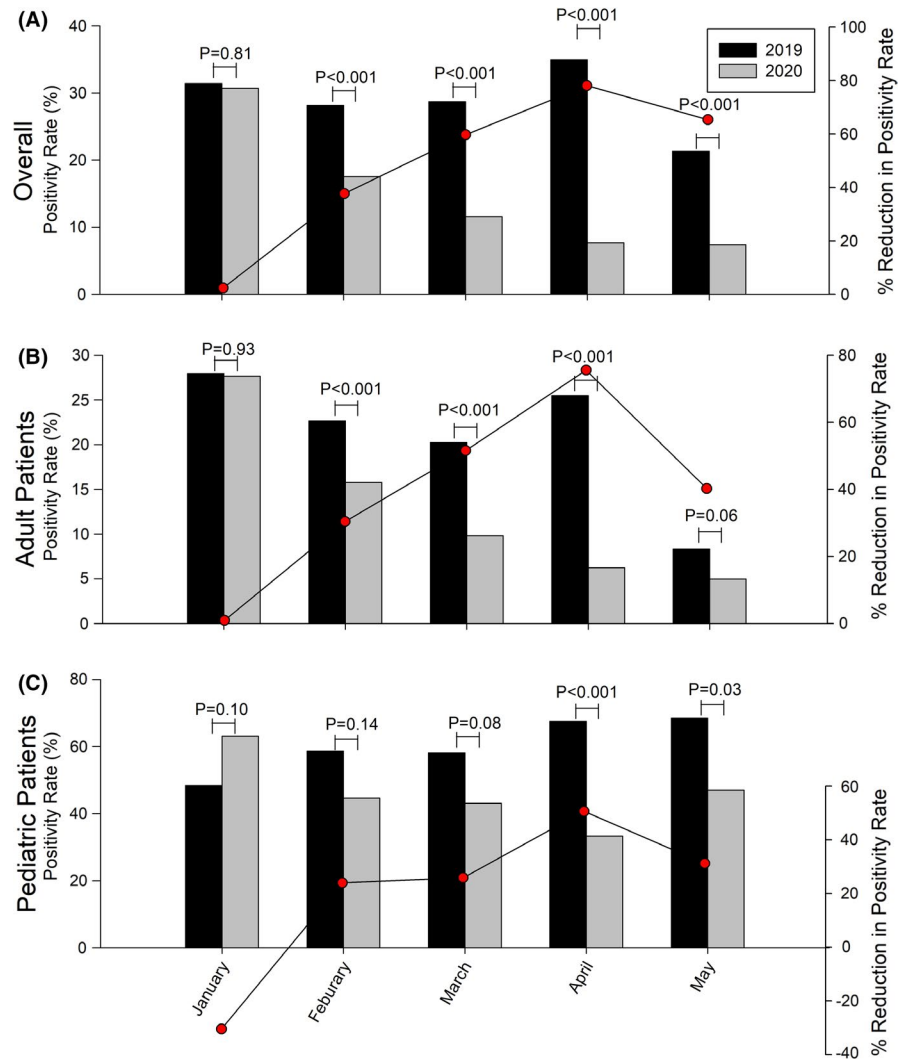 (A)
Overall
Positivity Rate (%)
40
30
20
10
0
P=0.81
P<0.001
P<0.001
P<0.001
P<0.001
2019
2020
100
80
60
40
20
0
% Reduction in Positivity Rate
(B)
Adult Patients
Positivity Rate (%)
30
25
20
15
10
5
0
P=0.93
P<0.001
P<0.001
P<0.001
P=0.06
80
60
40
20
0
% Reduction in Positivity Rate
(C)
Pediatric Patients
Positivity Rate (%)
80
60
40
20
0
P=0.10
P=0.14
P=0.08
P<0.001
P=0.03
60
40
20
0
-20
-40
% Reduction in Positivity Rate
January
Feburary
March
April
May